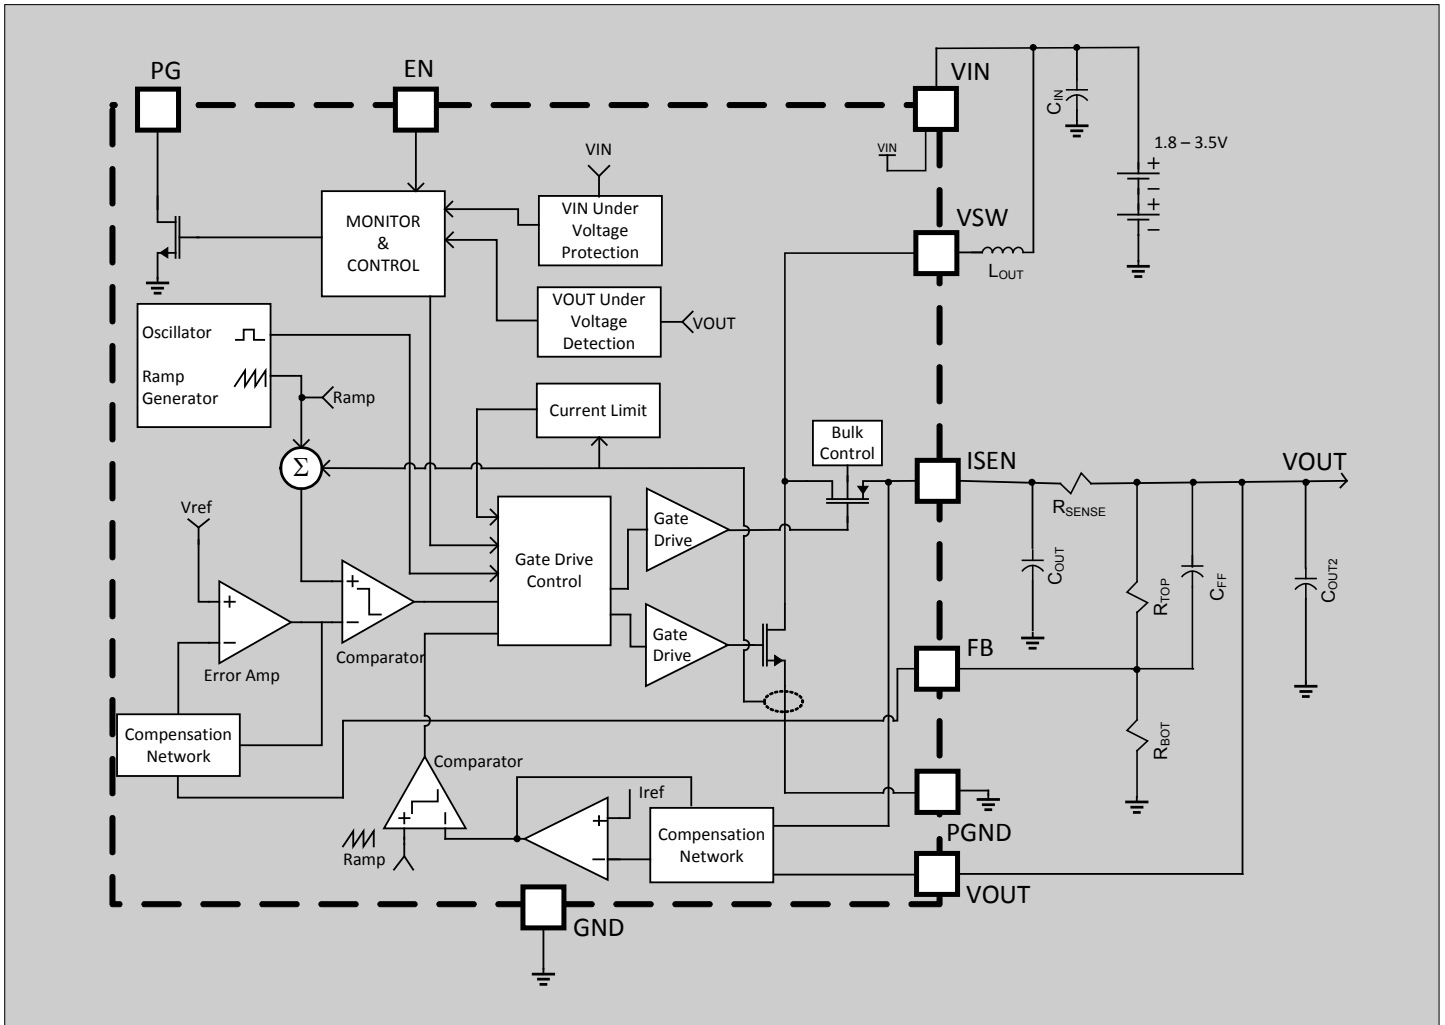 PG
EN
VIN
C_IN
1.8 – 3.5V
+
–
+
–
VIN
VIN
VIN Under
Voltage
Protection
MONITOR
&
CONTROL
VSW
L_OUT
VOUT Under
Voltage
Detection
VOUT
Oscillator
Ramp
Generator
Ramp
Current Limit
Bulk
Control
Σ
ISEN
VOUT
R_SENSE
Vref
Gate
Drive
Gate Drive
Control
C_OUT
R_TOP
C_FF
C_OUT2
+
–
Error Amp
+
–
Comparator
Gate
Drive
FB
Compensation
Network
R_BOT
Comparator
+
–
Ramp
Iref
+
–
Compensation
Network
PGND
VOUT
GND